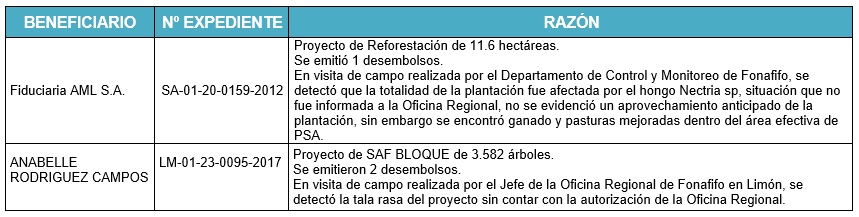 BENEFICIARIO Nº EXPEDIENTE RAZÓN
Fiduciaria AML S.A. SA-01-20-0159-2012
Proyecto de Reforestación de 11.6 hectáreas.
Se emitió 1 desembolsos.
En visita de campo realizada por el Departamento de Control y Monitoreo de Fonafifo, se
detectó que la totalidad de la plantación fue afectada por el hongo Nectria sp, situación que no
fue informada a la Oficina Regional, no se evidenció un aprovechamiento anticipado de la
plantación, sin embargo se encontró ganado y pasturas mejoradas dentro del área efectiva de
PSA.
ANABELLE
RODRIGUEZ CAMPOS
LM-01-23-0095-2017
Proyecto de SAF BLOQUE de 3.582 árboles.
Se emitieron 2 desembolsos.
En visita de campo realizada por el Jefe de la Oficina Regional de Fonafifo en Limón, se
detectó la tala rasa del proyecto sin contar con la autorización de la Oficina Regional.